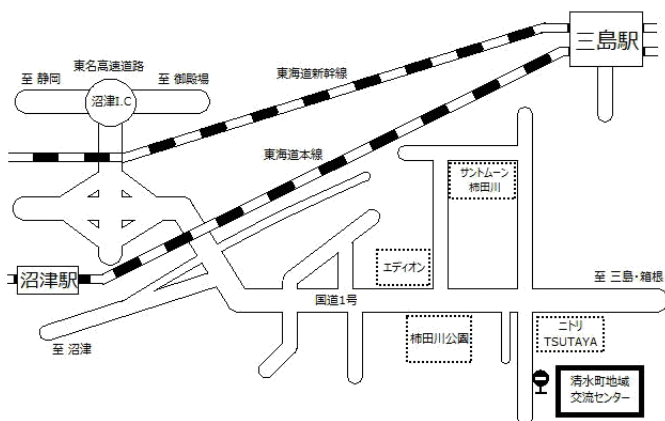 三島駅
東名高速道路
至 静岡
沼津I.C
至 御殿場
東海道新幹線
東海道本線
サントムーン
柿田川
沼津駅
エディオン
至 三島・箱根
国道1号
至 沼津
柿田川公園
ニトリ
TSUTAYA
清水町地域
交流センター